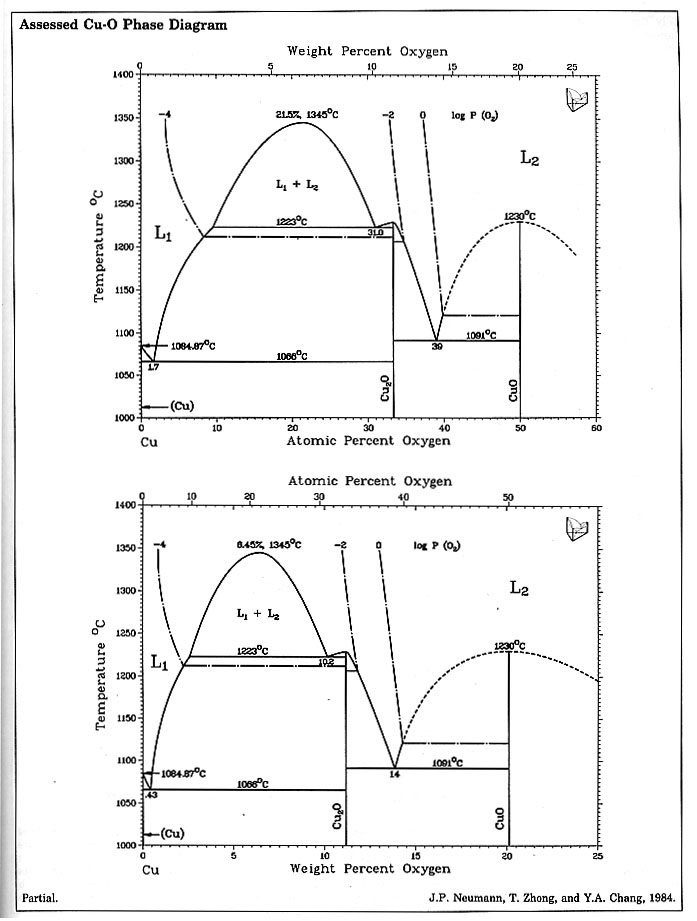 Assessed Cu-O Phase Diagram
Weight Percent Oxygen
0 5 10 15 20 25
1400
1350
1300
1250
1200
1150
1100
1050
1000
Temperature °C
-4
21.5%, 1345°C
-2
0
log P (O₂)
L₂
L₁ + L₂
L₁
1223°C
31.0
1230°C
1084.87°C
1091°C
39
1066°C
1.7
Cu₂O
CuO
(Cu)
0 10 20 30 40 50 60
Cu
Atomic Percent Oxygen
Atomic Percent Oxygen
0 10 20 30 40 50
1400
1350
1300
1250
1200
1150
1100
1050
1000
Temperature °C
-4
6.45%, 1345°C
-2
0
log P (O₂)
L₂
L₁ + L₂
L₁
1223°C
10.2
1230°C
1084.87°C
1091°C
14
1066°C
.43
Cu₂O
CuO
(Cu)
0 5 10 15 20 25
Cu
Weight Percent Oxygen
Partial.
J.P. Neumann, T. Zhong, and Y.A. Chang, 1984.